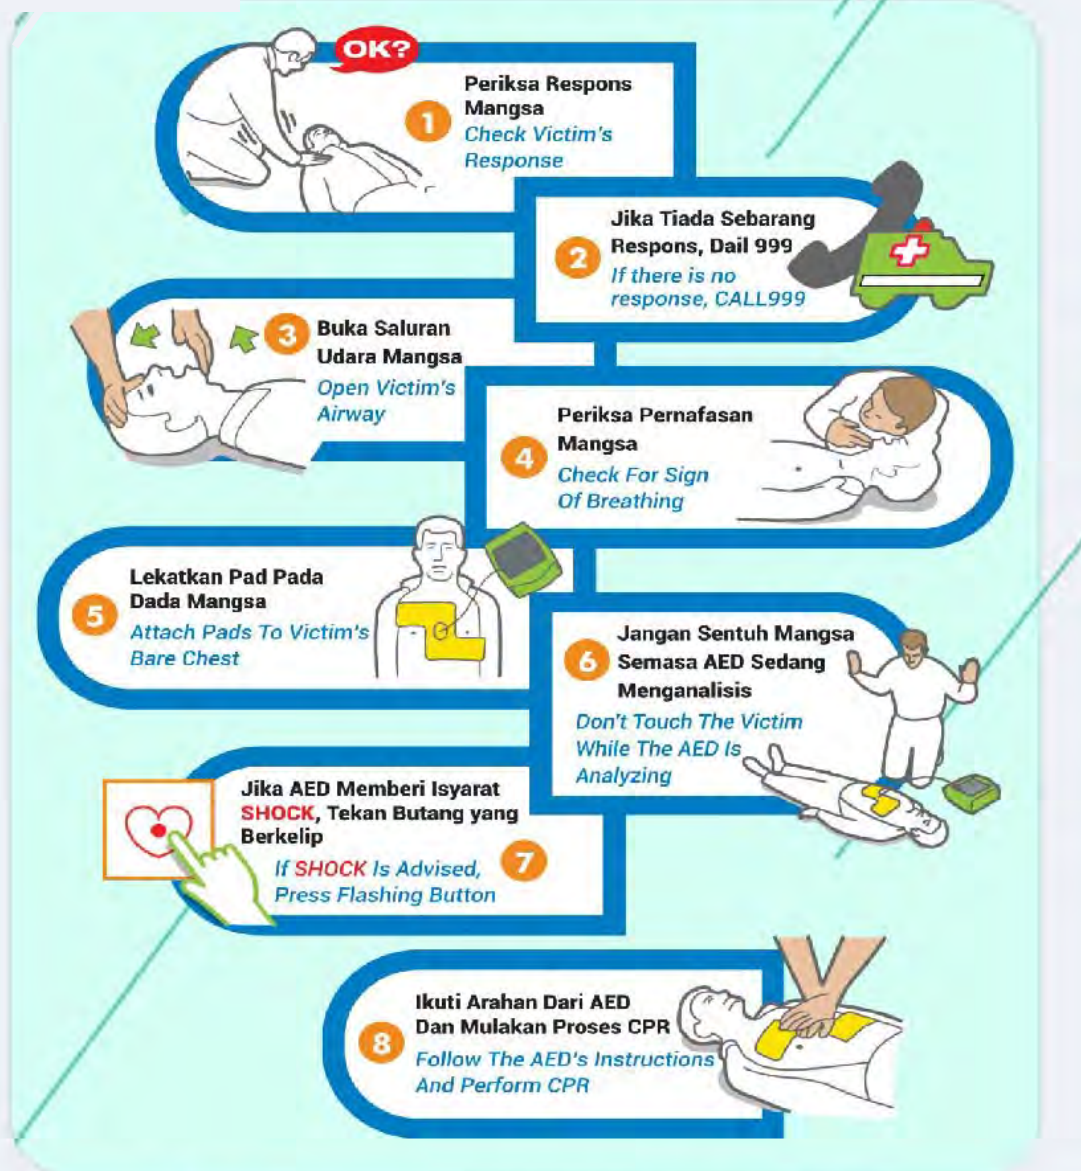 OK?
1
Periksa Respons
Mangsa
Check Victim's
Response
2
Jika Tiada Sebarang
Respons, Dail 999
If there is no
response, CALL999
3
Buka Saluran
Udara Mangsa
Open Victim's
Airway
4
Periksa Pernafasan
Mangsa
Check For Sign
Of Breathing
5
Lekatkan Pad Pada
Dada Mangsa
Attach Pads To Victim's
Bare Chest
6
Jangan Sentuh Mangsa
Semasa AED Sedang
Menganalisis
Don't Touch The Victim
While The AED Is
Analyzing
Jika AED Memberi Isyarat
SHOCK, Tekan Butang yang
Berkelip
7
If SHOCK Is Advised,
Press Flashing Button
8
Ikuti Arahan Dari AED
Dan Mulakan Proses CPR
Follow The AED's Instructions
And Perform CPR